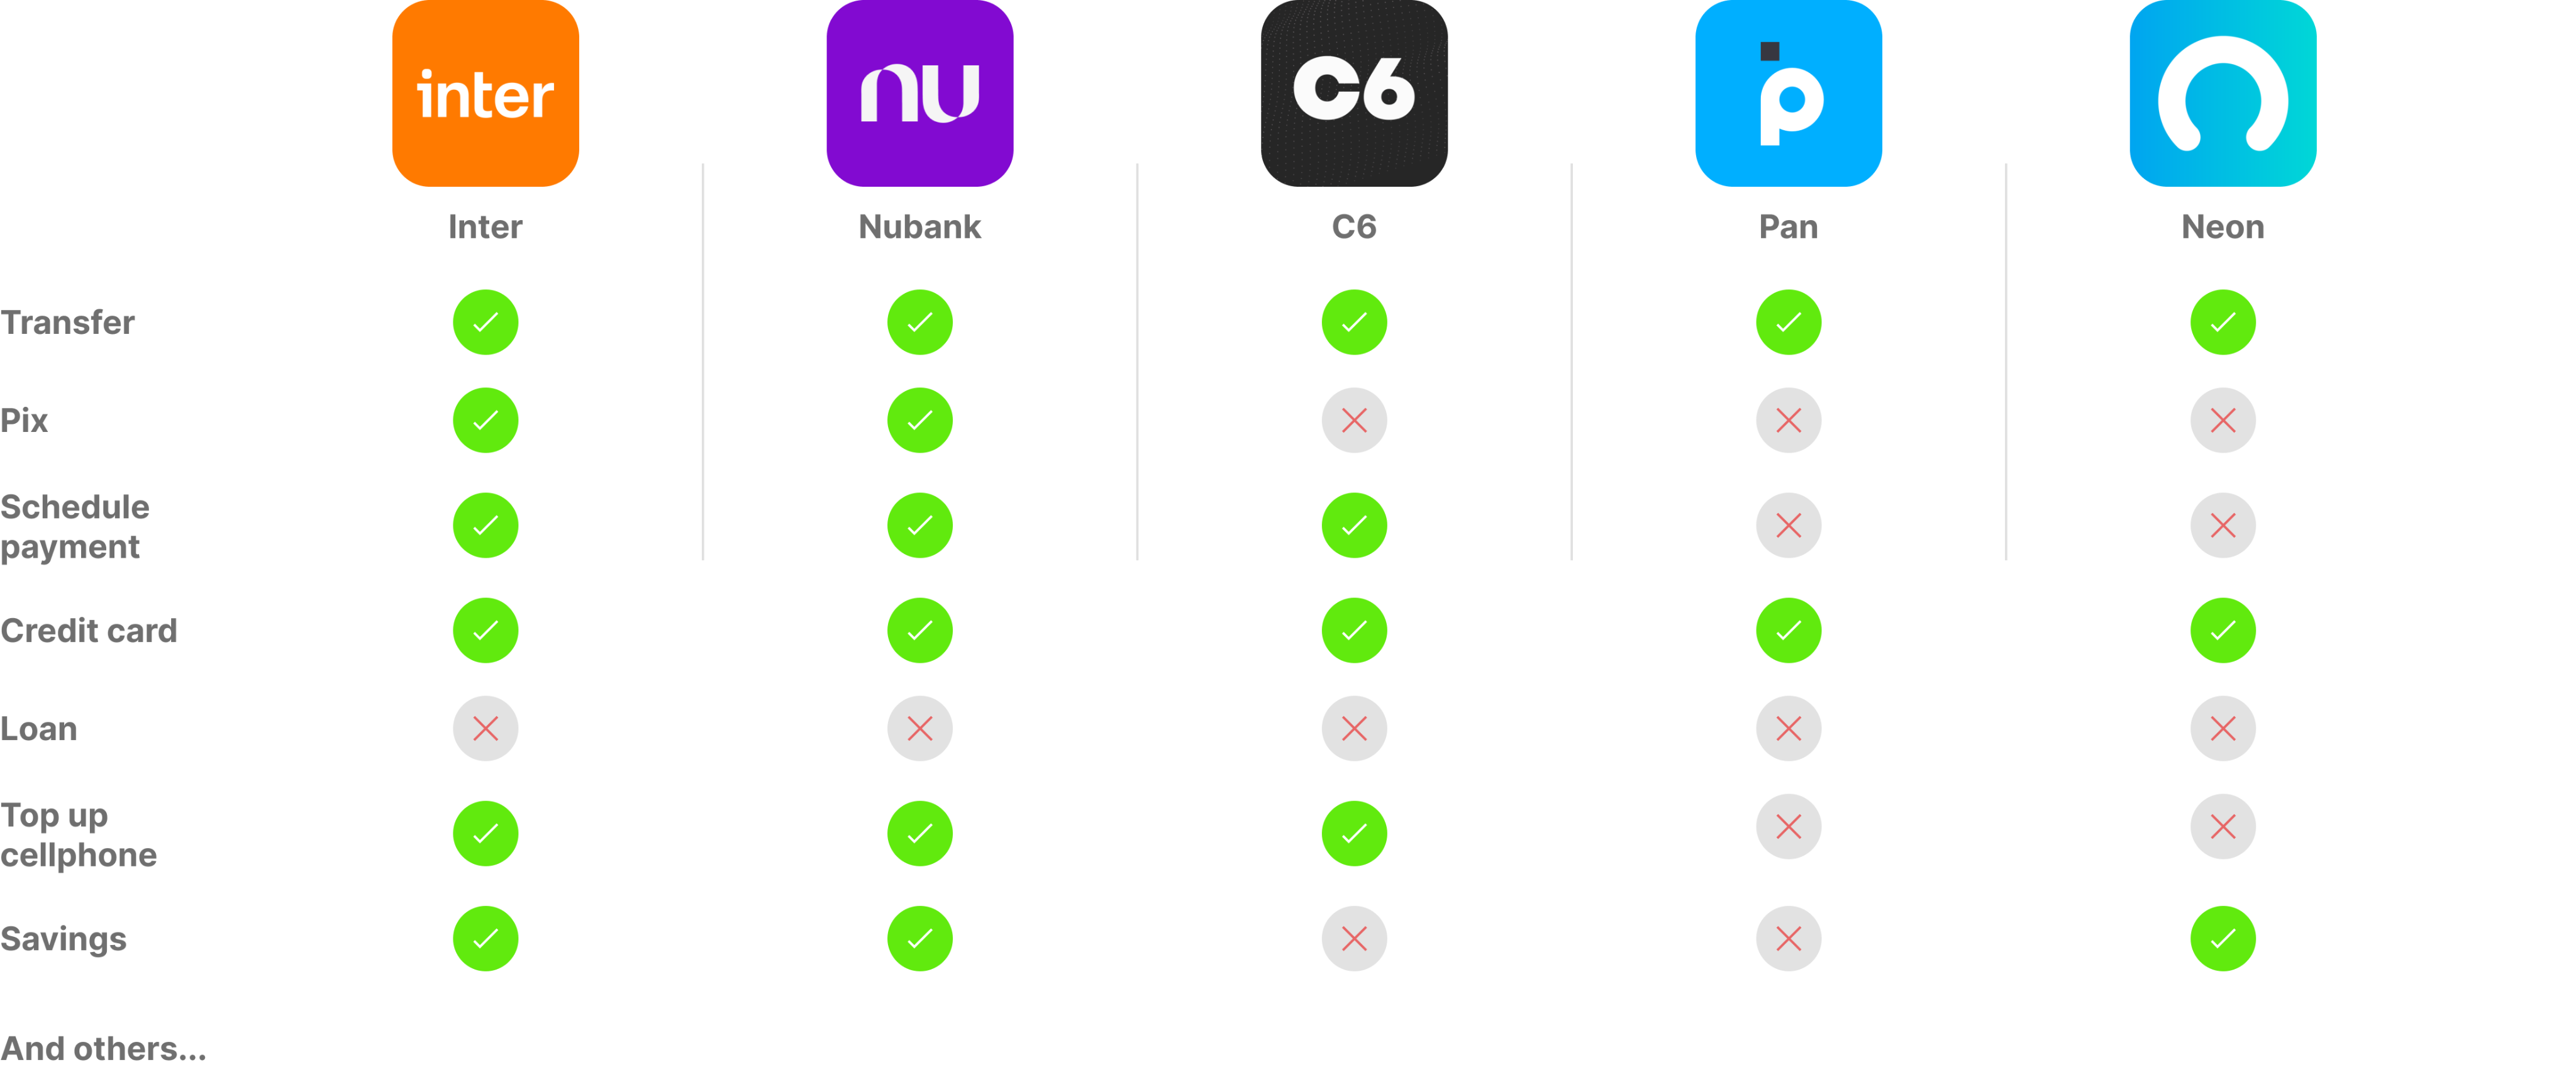 inter
nu
C6
p
Inter
Nubank
C6
Pan
Neon
Transfer
Pix
Schedule
payment
Credit card
Loan
Top up
cellphone
Savings
And others...